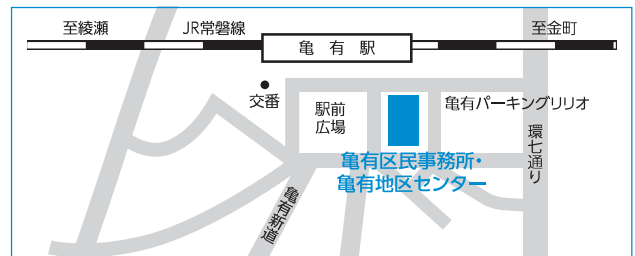 至綾瀬
JR常磐線
至金町
亀有駅
交番
駅前
広場
亀有パーキングリリオ
環七通り
亀有区民事務所・
亀有地区センター
亀有新道